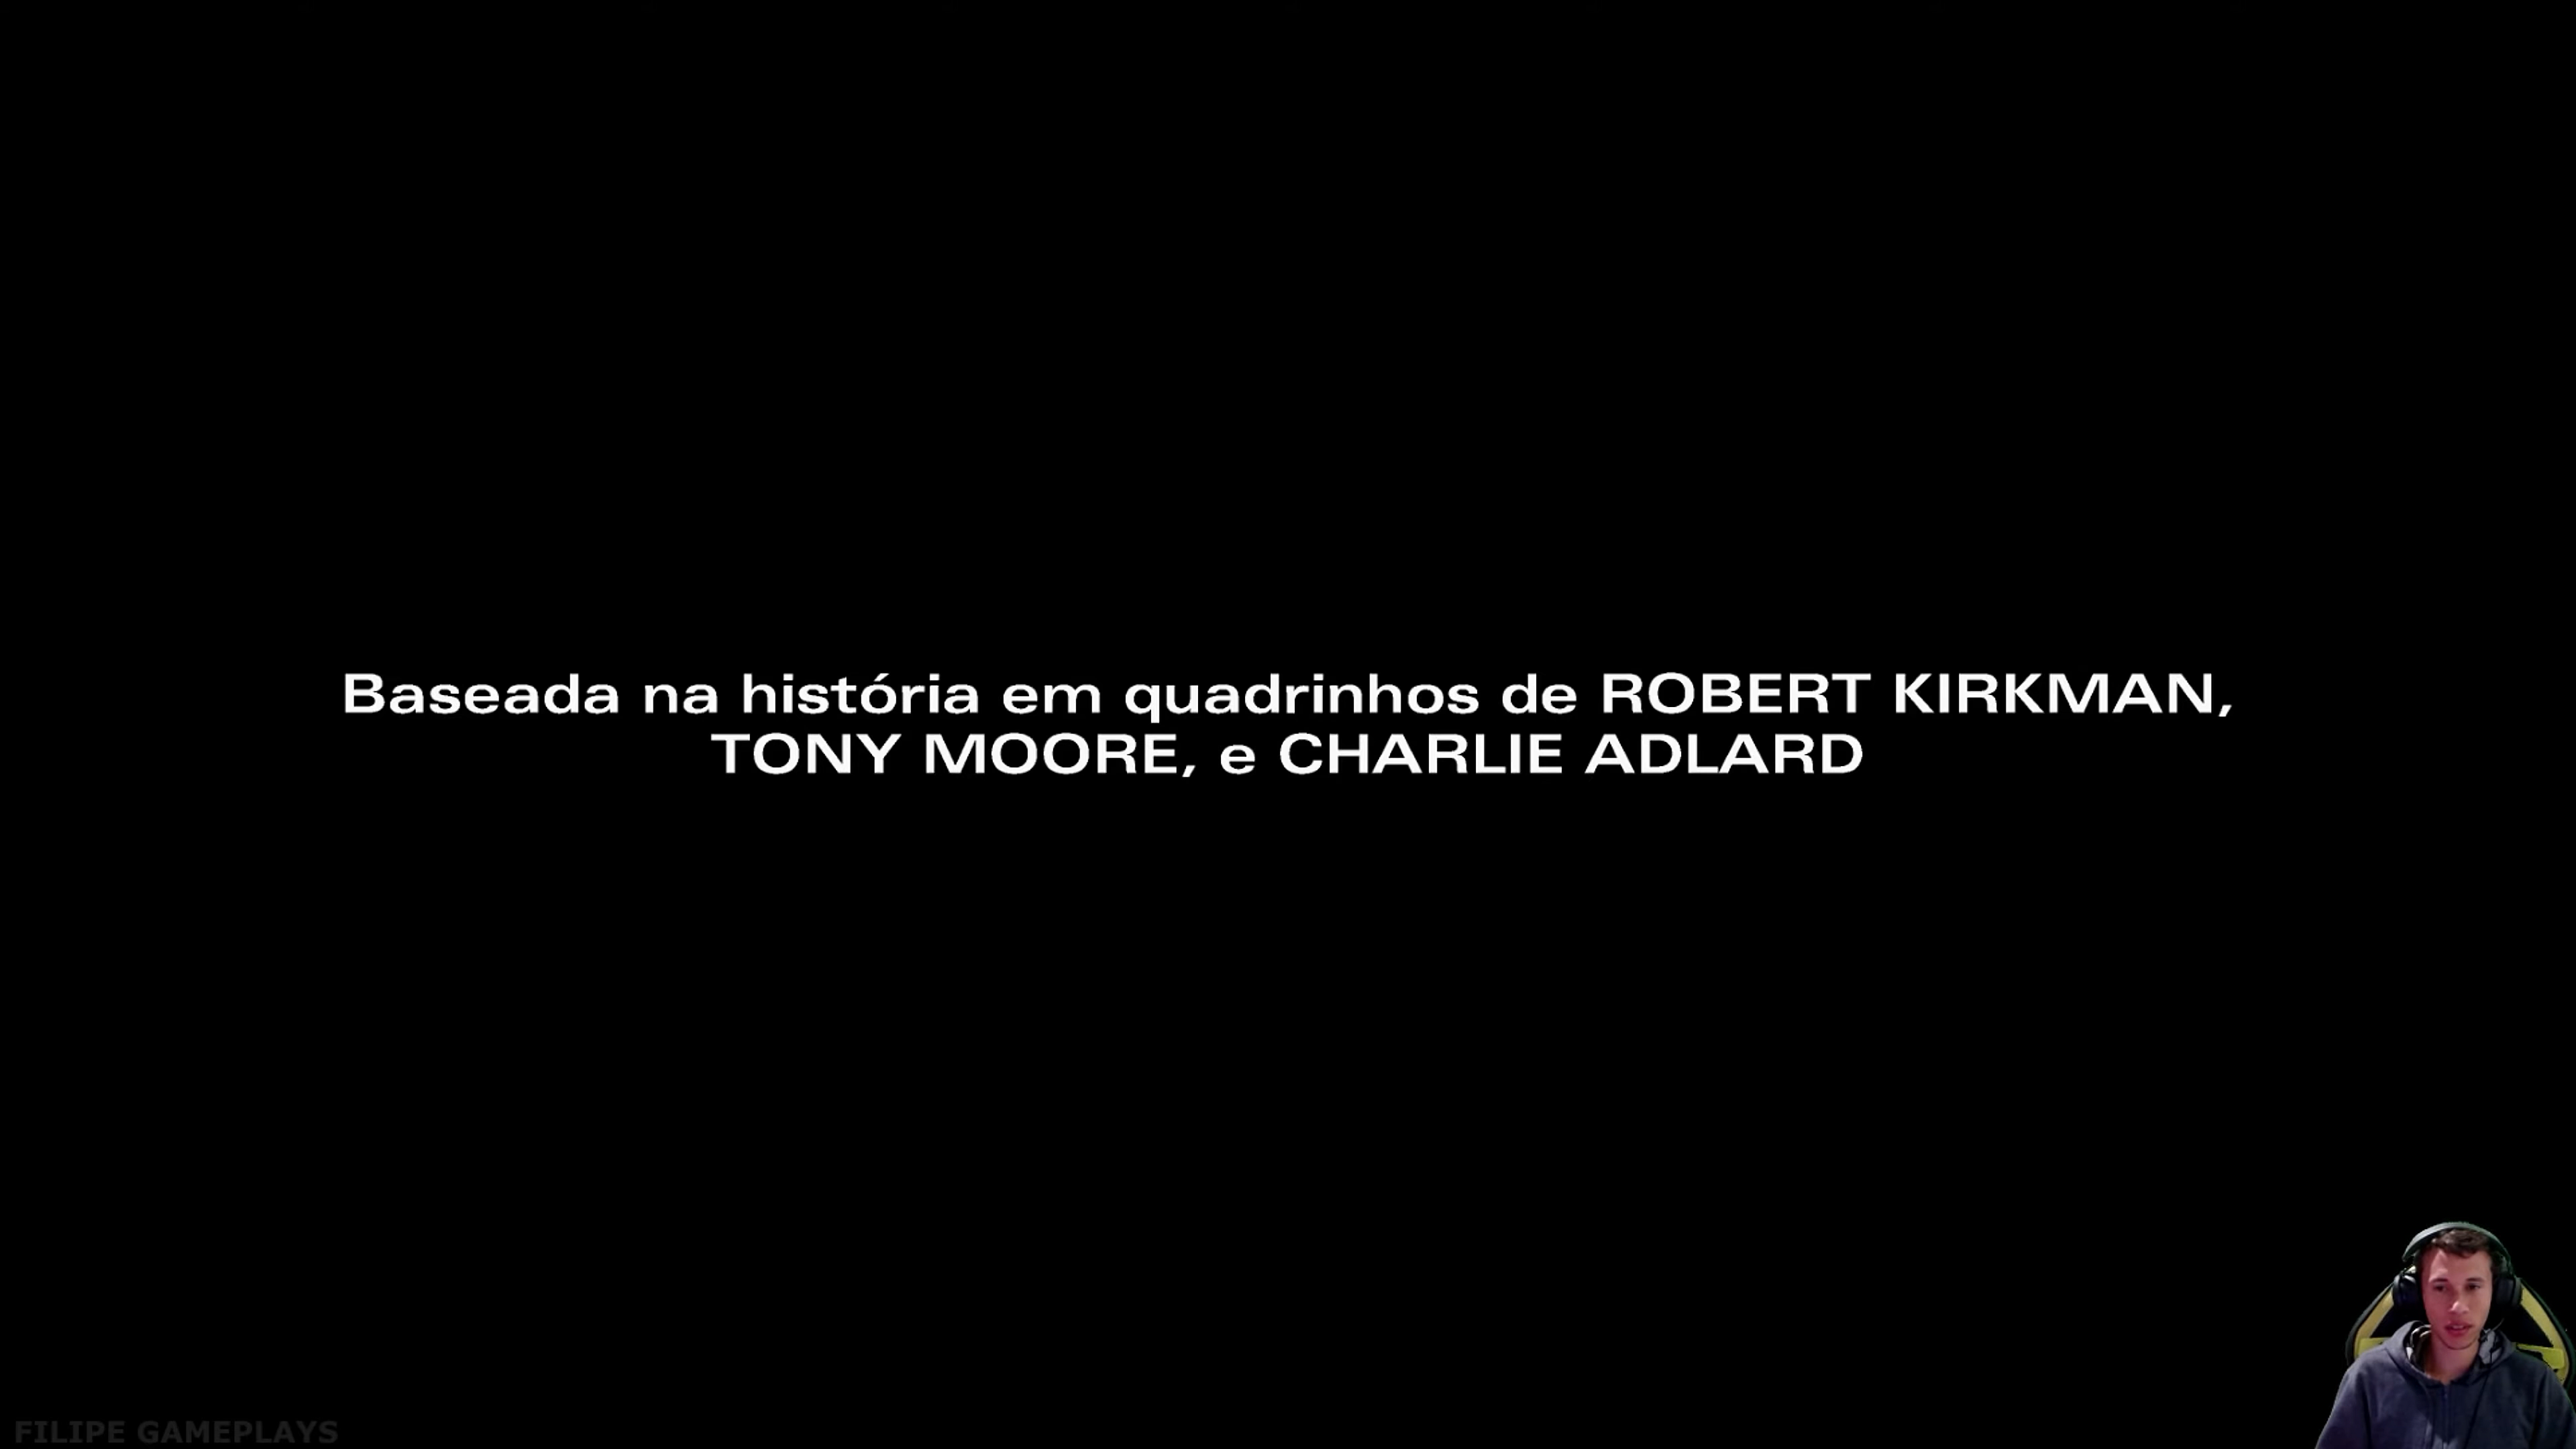 Baseada na história em quadrinhos de ROBERT KIRKMAN,
TONY MOORE, e CHARLIE ADLARD
FILIPE GAMEPLAYS